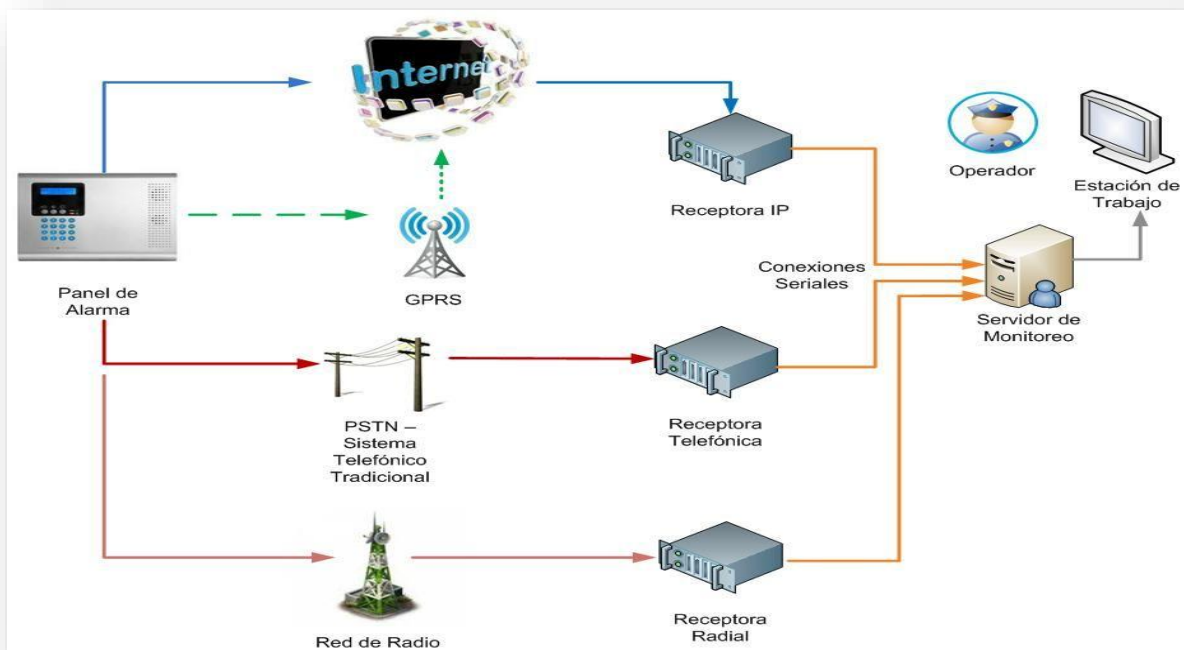 Internet
Operador
Estación de
Trabajo
Receptora IP
Panel de
Alarma
GPRS
Conexiones
Seriales
Servidor de
Monitoreo
PSTN –
Sistema
Telefónico
Tradicional
Receptora
Telefónica
Red de Radio
Receptora
Radial